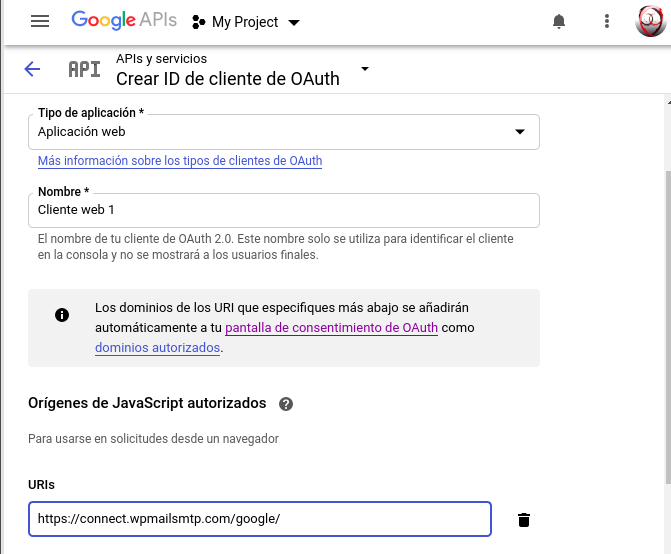 Google APIs
My Project
API
APIs y servicios
Crear ID de cliente de OAuth
Tipo de aplicación *
Aplicación web
Más información sobre los tipos de clientes de OAuth
Nombre *
Cliente web 1
El nombre de tu cliente de OAuth 2.0. Este nombre solo se utiliza para identificar el cliente
en la consola y no se mostrará a los usuarios finales.
Los dominios de los URI que especifiques más abajo se añadirán
automáticamente a tu pantalla de consentimiento de OAuth como
dominios autorizados.
Orígenes de JavaScript autorizados
Para usarse en solicitudes desde un navegador
URIs
https://connect.wpmailsmtp.com/google/